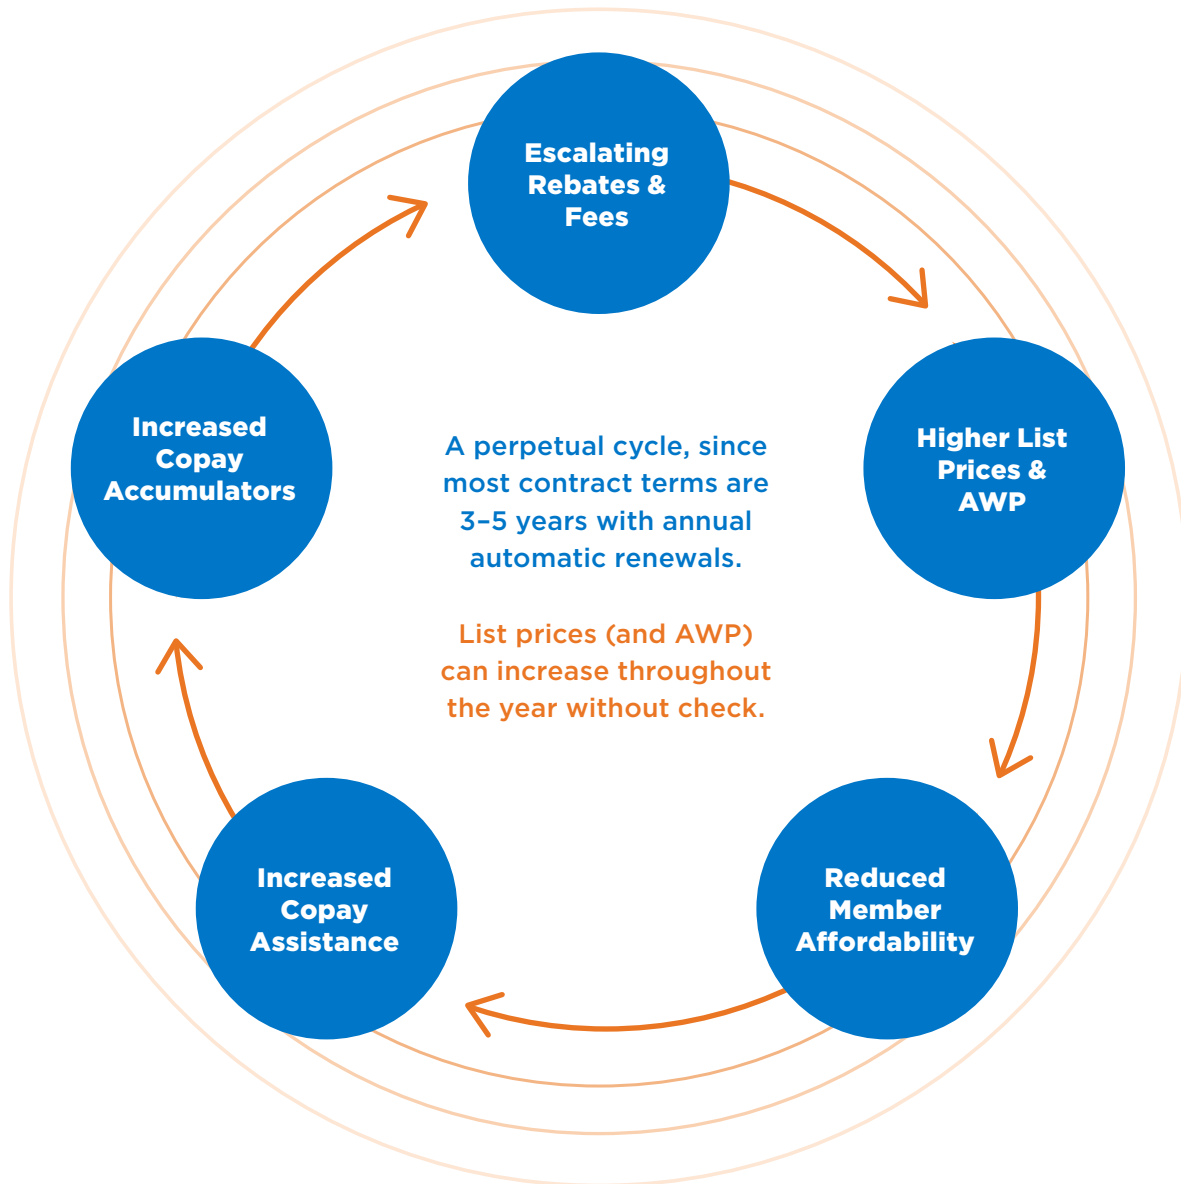 Escalating
Rebates &
Fees
Higher List
Prices &
AWP
Reduced
Member
Affordability
Increased
Copay
Assistance
Increased
Copay
Accumulators
A perpetual cycle, since
most contract terms are
3–5 years with annual
automatic renewals.
List prices (and AWP)
can increase throughout
the year without check.